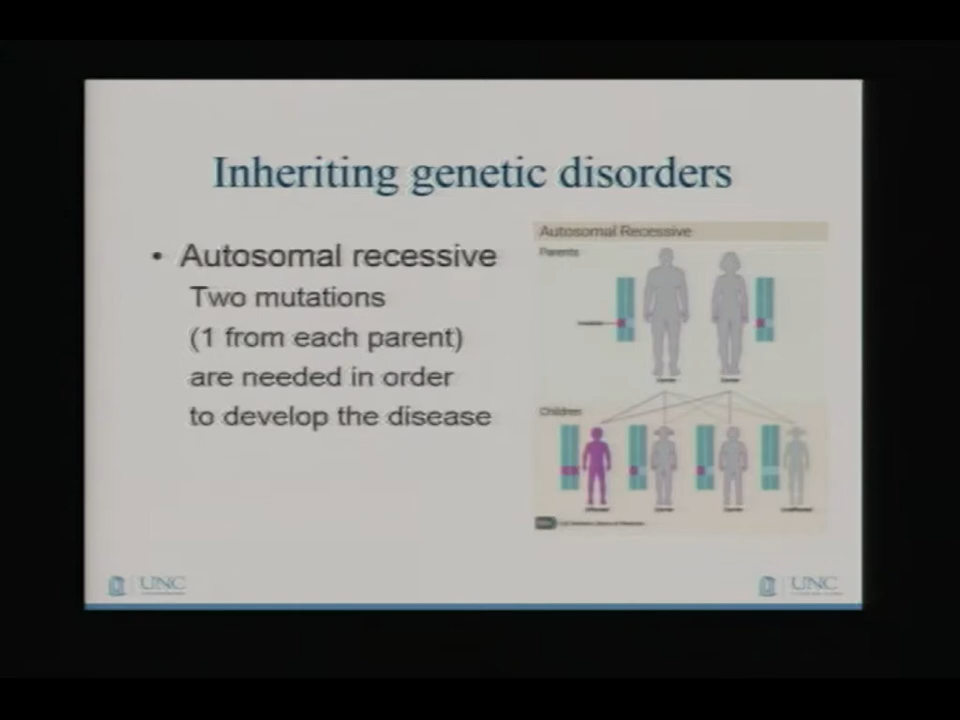 Inheriting genetic disorders
• Autosomal recessive
Two mutations
(1 from each parent)
are needed in order
to develop the disease
Autosomal Recessive
Parents
Children
UNC
UNC